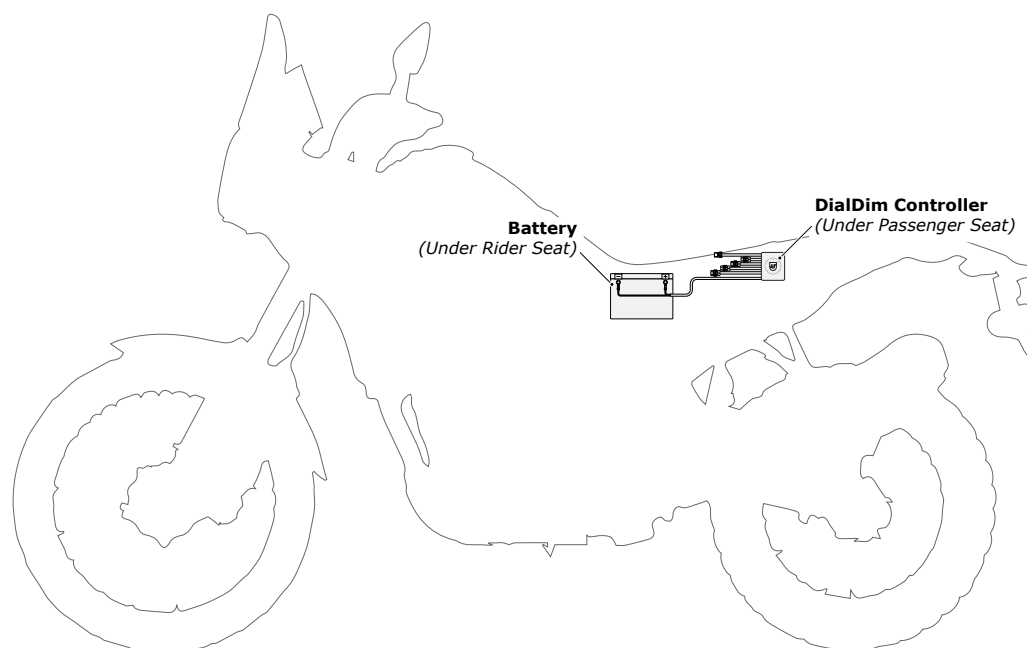 DialDim Controller
(Under Passenger Seat)
Battery
(Under Rider Seat)